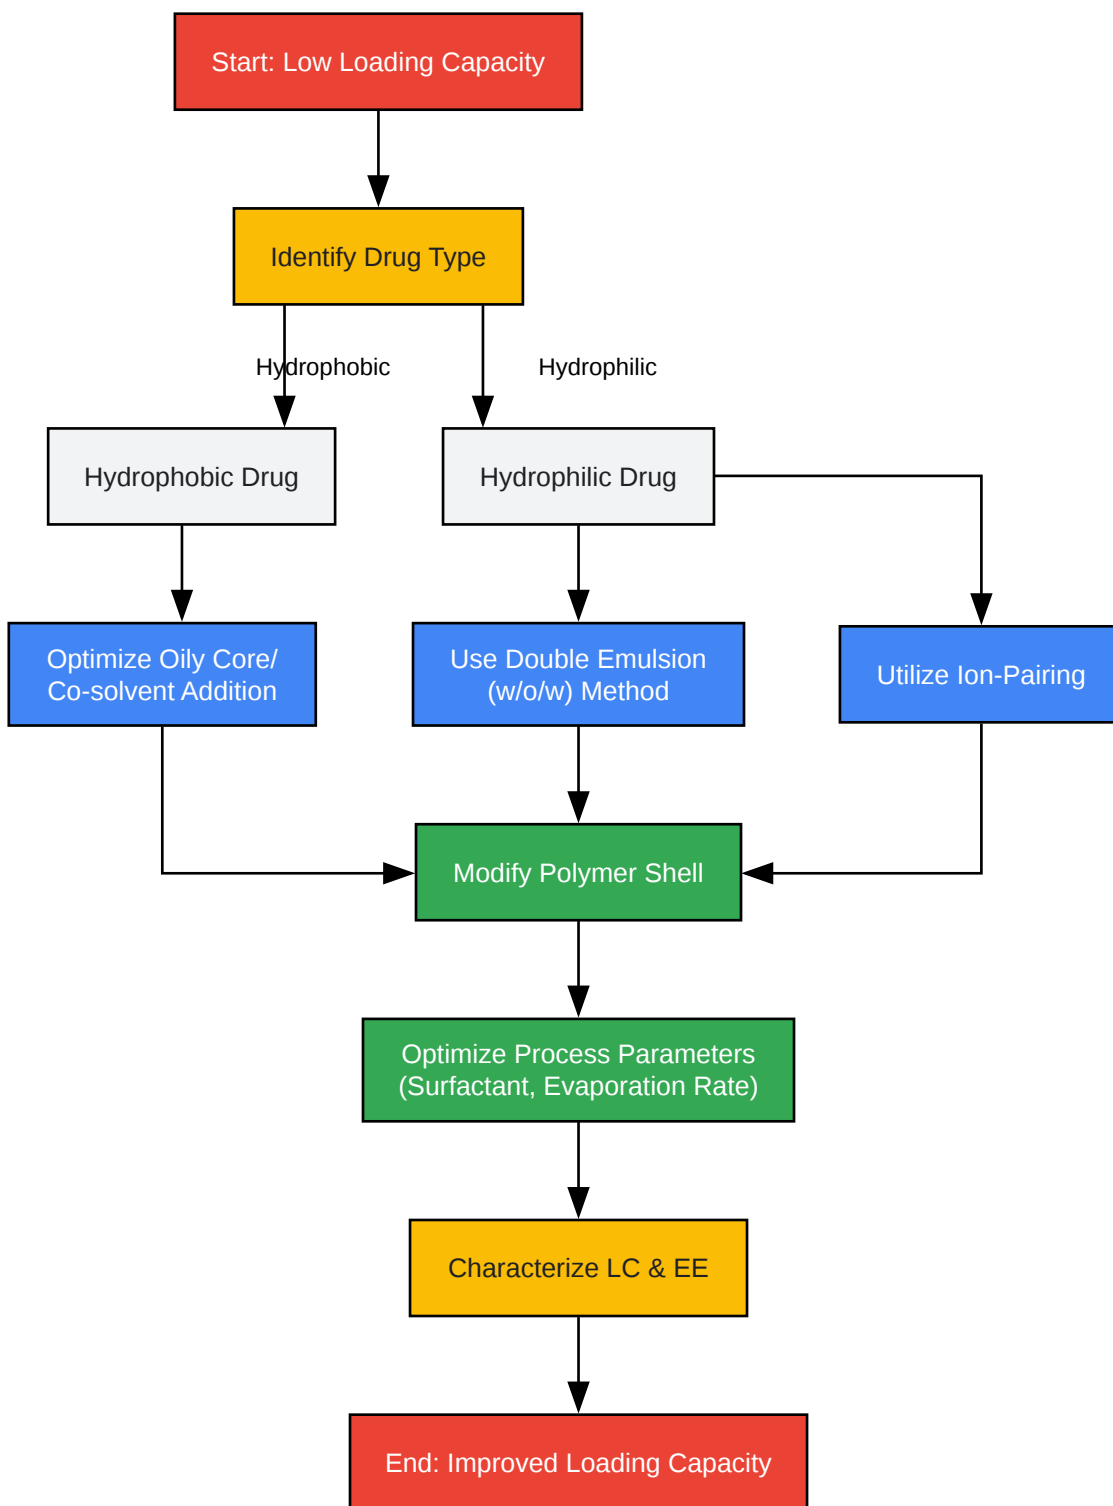 Start: Low Loading Capacity
Identify Drug Type
Hydrophobic
Hydrophilic
Hydrophobic Drug
Hydrophilic Drug
Optimize Oily Core/
Co-solvent Addition
Use Double Emulsion
(w/o/w) Method
Utilize Ion-Pairing
Modify Polymer Shell
Optimize Process Parameters
(Surfactant, Evaporation Rate)
Characterize LC & EE
End: Improved Loading Capacity